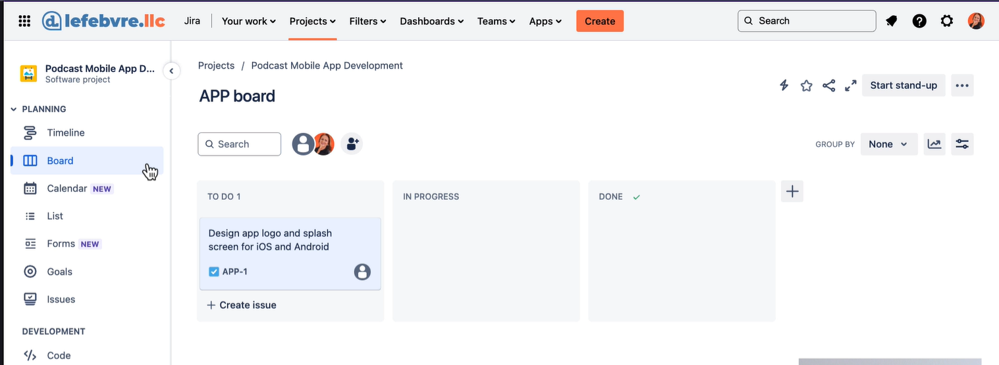 lefebvre.llc Jira Your work Projects Filters Dashboards Teams Apps Create Search
Podcast Mobile App D...
Software project
PLANNING
Timeline
Board
Calendar NEW
List
Forms NEW
Goals
Issues
DEVELOPMENT
Code
Projects / Podcast Mobile App Development
APP board
Start stand-up
Search
GROUP BY None
TO DO 1
Design app logo and splash
screen for iOS and Android
APP-1
+ Create issue
IN PROGRESS
DONE